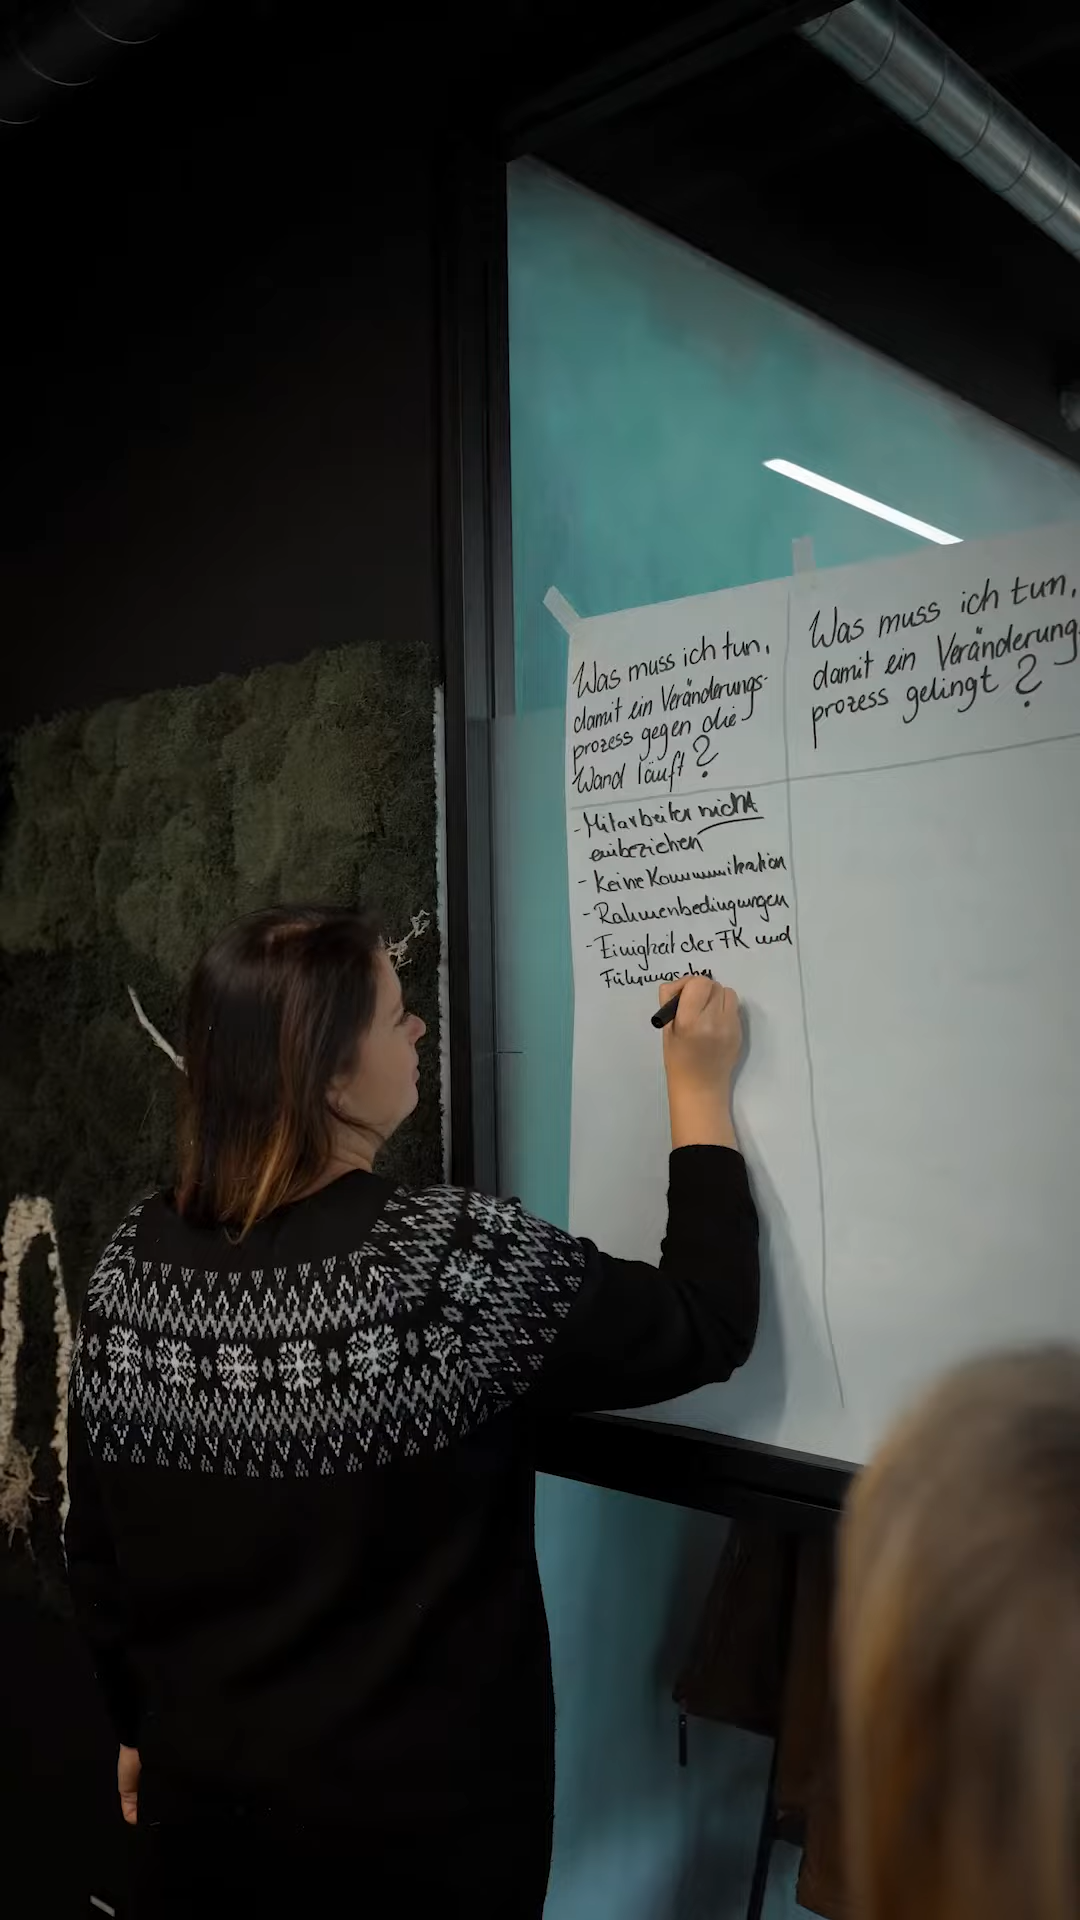 Was muss ich tun,
damit ein Veränderungs-
prozess gegen die
Wand läuft?
- Mitarbeiter nicht
einbeziehen
- Keine Kommunikation
- Rahmenbedingungen
- Einigkeit der FK und
Was muss ich tun,
damit ein Veränderungs
prozess gelingt?